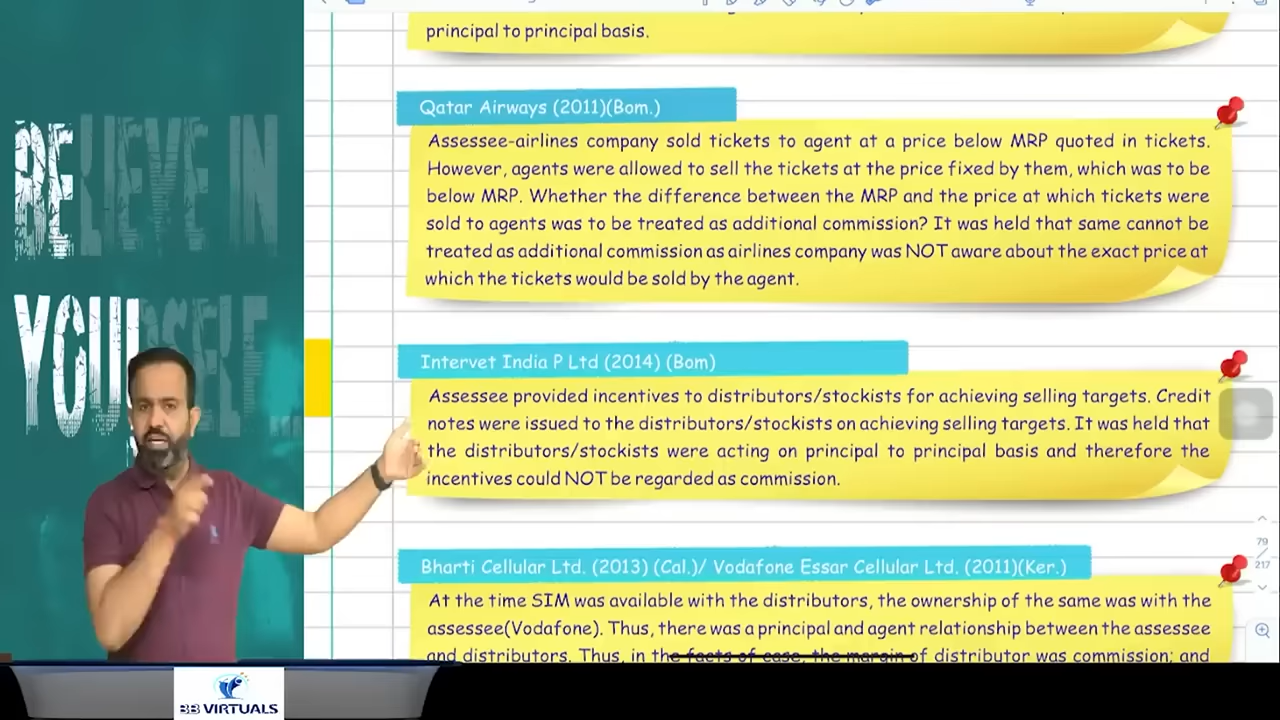 principal to principal basis.
Qatar Airways (2011)(Bom.)
Assessee-airlines company sold tickets to agent at a price below MRP quoted in tickets.
However, agents were allowed to sell the tickets at the price fixed by them, which was to be
below MRP. Whether the difference between the MRP and the price at which tickets were
sold to agents was to be treated as additional commission? It was held that same cannot be
treated as additional commission as airlines company was NOT aware about the exact price at
which the tickets would be sold by the agent.
Intervet India P Ltd (2014) (Bom)
Assessee provided incentives to distributors/stockists for achieving selling targets. Credit
notes were issued to the distributors/stockists on achieving selling targets. It was held that
the distributors/stockists were acting on principal to principal basis and therefore the
incentives could NOT be regarded as commission.
Bharti Cellular Ltd. (2013) (Cal.)/ Vodafone Essar Cellular Ltd. (2011)(Ker.)
At the time SIM was available with the distributors, the ownership of the same was with the
assessee(Vodafone). Thus, there was a principal and agent relationship between the assessee
and distributors. Thus, in the facts of case, the margin of distributor was commission; and
79
217
BELIEVE IN
YOURSELF
BB VIRTUALS